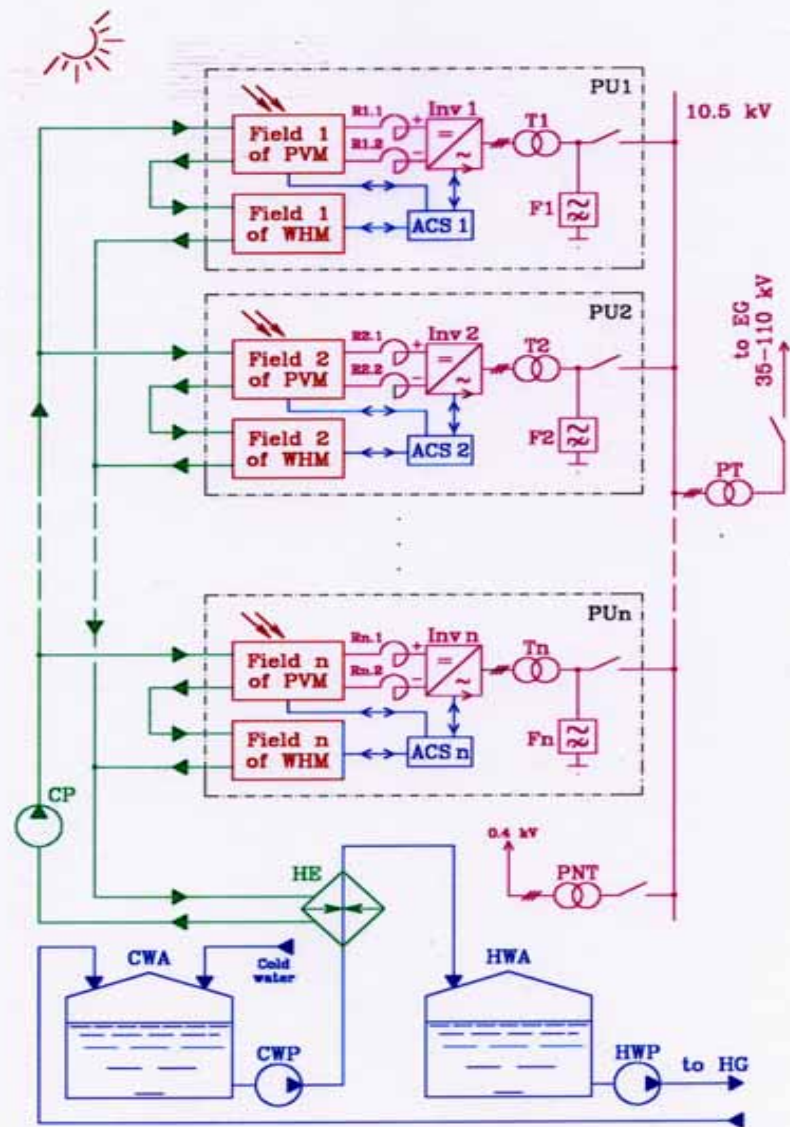 PU1
10.5 kV
Field 1
of PVM
R1.1
R1.2
+
−
Inv 1
=
~
T1
F1
Field 1
of WHM
ACS 1
PU2
Field 2
of PVM
R2.1
R2.2
+
−
Inv 2
=
~
T2
F2
Field 2
of WHM
ACS 2
to EG
35-110 kV
PT
PUn
Field n
of PVM
Rn.1
Rn.2
+
−
Inv n
=
~
Tn
Fn
Field n
of WHM
ACS n
CP
HE
0.4 kV
PNT
CWA
Cold
water
HWA
CWP
HWP
to HG